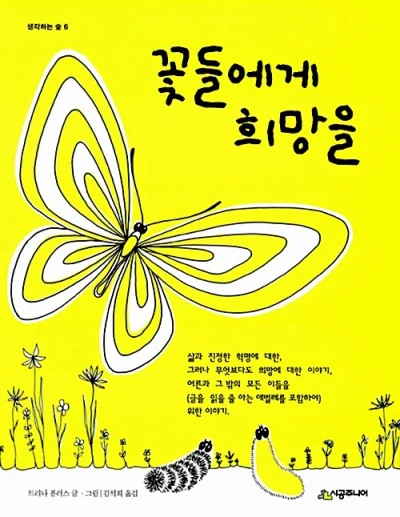 생각하는 숲 6
꽃들에게
희망을
삶과 진정한 혁명에 대한,
그러나 무엇보다도 희망에 대한 이야기,
어른과 그 밖의 모든 이들을
(글을 읽을 줄 아는 애벌레를 포함하여)
위한 이야기.
트리나 폴러스 글·그림 | 김석희 옮김
시공주니어